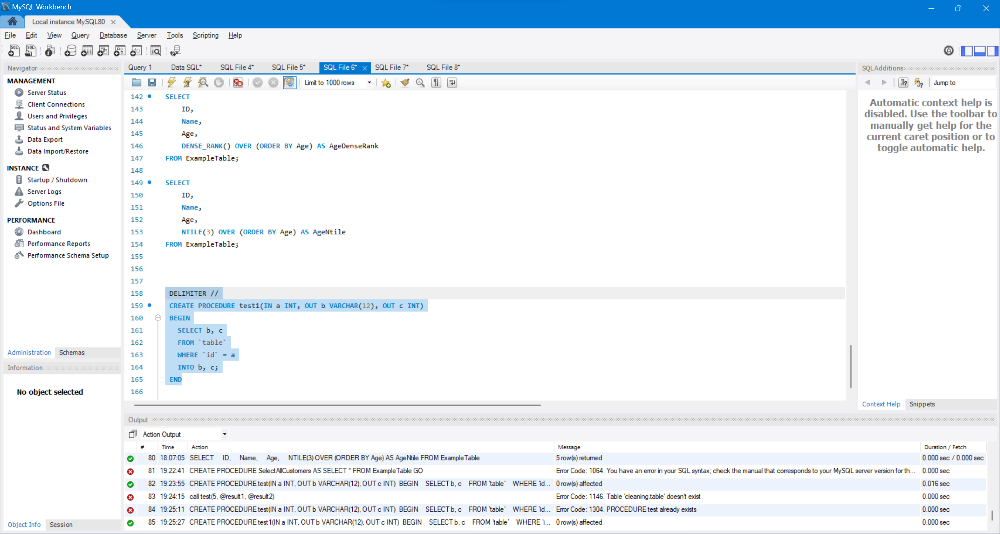 MySQL Workbench
Local instance MySQL80
File Edit View Query Database Server Tools Scripting Help
Navigator
MANAGEMENT
Server Status
Client Connections
Users and Privileges
Status and System Variables
Data Export
Data Import/Restore
INSTANCE
Startup / Shutdown
Server Logs
Options File
PERFORMANCE
Dashboard
Performance Reports
Performance Schema Setup
Administration Schemas
Information
No object selected
Object Info Session
Query 1 Data SQL* SQL File 4* SQL File 5* SQL File 6* SQL File 7* SQL File 8*
Limit to 1000 rows
142 SELECT
143 ID,
144 Name,
145 Age,
146 DENSE_RANK() OVER (ORDER BY Age) AS AgeDenseRank
147 FROM ExampleTable;
148
149 SELECT
150 ID,
151 Name,
152 Age,
153 NTILE(3) OVER (ORDER BY Age) AS AgeNtile
154 FROM ExampleTable;
155
156
157
158 DELIMITER //
159 CREATE PROCEDURE test1(IN a INT, OUT b VARCHAR(12), OUT c INT)
160 BEGIN
161 SELECT b, c
162 FROM `table`
163 WHERE `id` = a
164 INTO b, c;
165 END
166
SQLAdditions
Jump to
Automatic context help is
disabled. Use the toolbar to
manually get help for the
current caret position or to
toggle automatic help.
Context Help Snippets
Output
Action Output
# Time Action Message Duration / Fetch
80 18:07:05 SELECT ID, Name, Age, NTILE(3) OVER (ORDER BY Age) AS AgeNtile FROM ExampleTable 5 row(s) returned 0.000 sec / 0.000 sec
81 19:22:41 CREATE PROCEDURE SelectAllCustomers AS SELECT * FROM ExampleTable GO Error Code: 1064. You have an error in your SQL syntax; check the manual that corresponds to your MySQL server version for th... 0.000 sec
82 19:23:55 CREATE PROCEDURE test(IN a INT, OUT b VARCHAR(12), OUT c INT) BEGIN SELECT b, c FROM `table` WHERE `id... 0 row(s) affected 0.016 sec
83 19:24:15 call test(5, @result1, @result2) Error Code: 1146. Table 'cleaning.table' doesn't exist 0.000 sec
84 19:25:11 CREATE PROCEDURE test(IN a INT, OUT b VARCHAR(12), OUT c INT) BEGIN SELECT b, c FROM `table` WHERE `id... Error Code: 1304. PROCEDURE test already exists 0.000 sec
85 19:25:27 CREATE PROCEDURE test1(IN a INT, OUT b VARCHAR(12), OUT c INT) BEGIN SELECT b, c FROM `table` WHERE `i... 0 row(s) affected 0.000 sec